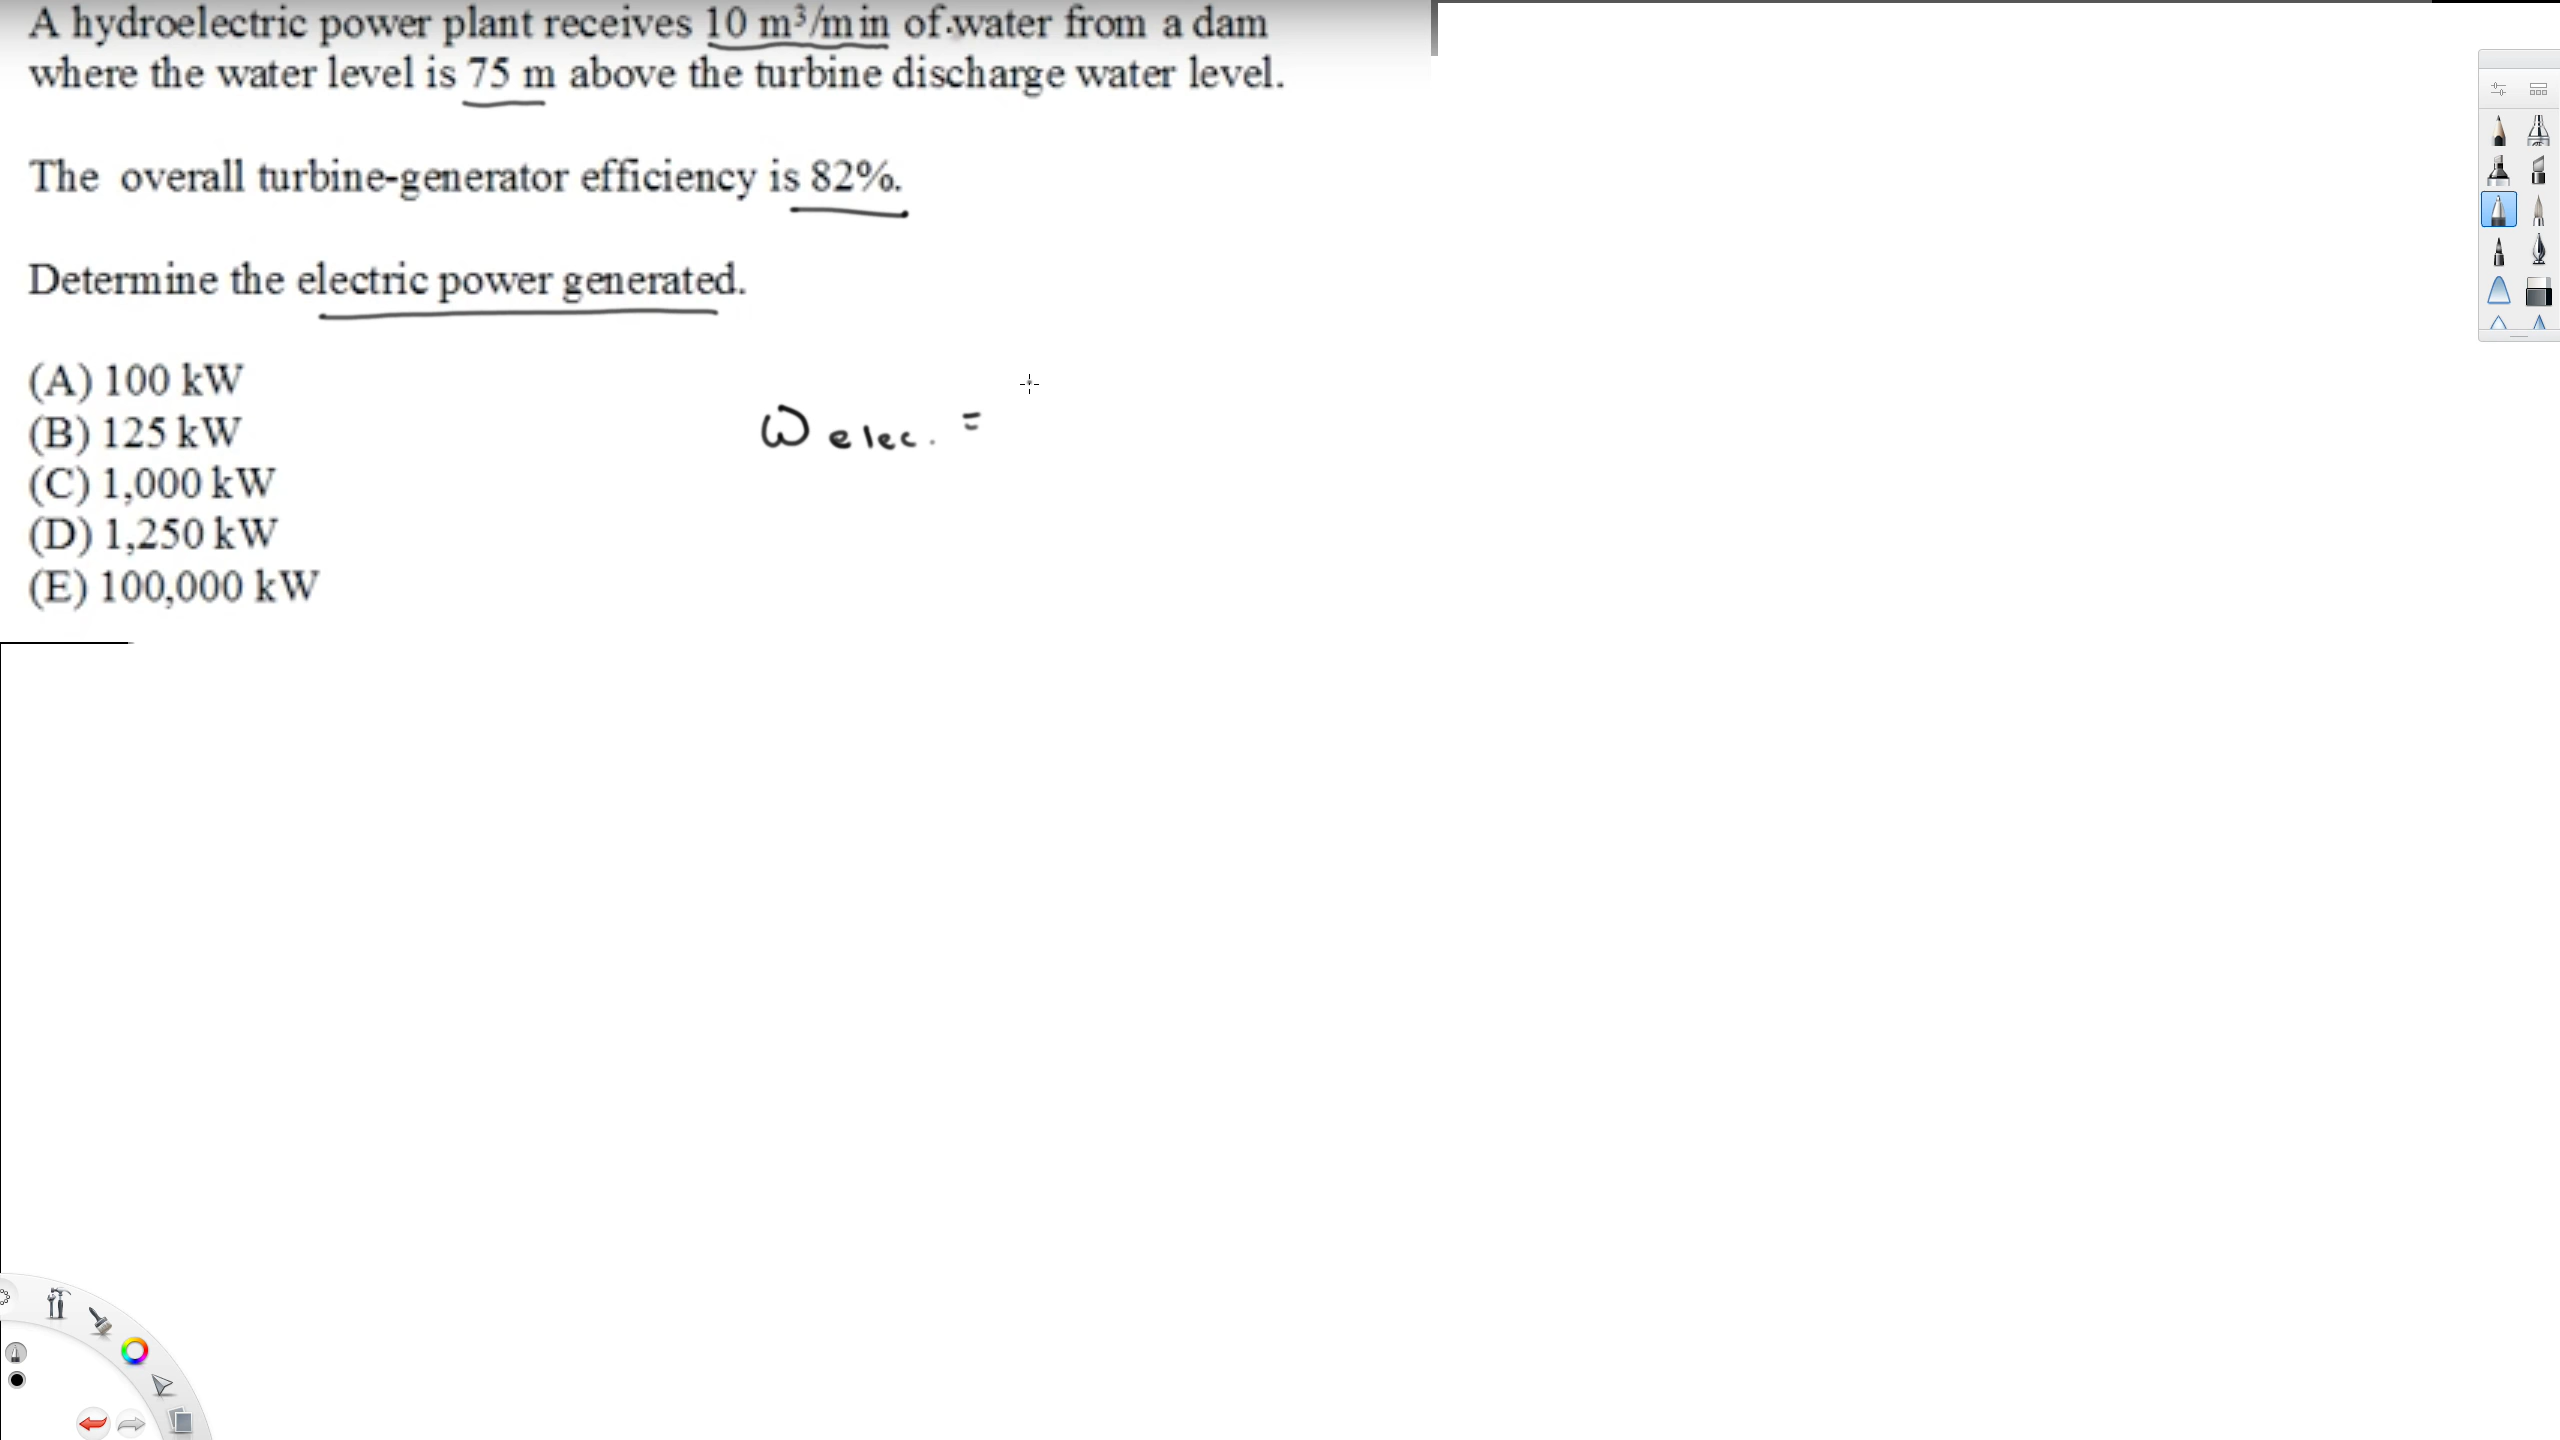 A hydroelectric power plant receives 10 m³/min of water from a dam
where the water level is 75 m above the turbine discharge water level.
The overall turbine-generator efficiency is 82%.
Determine the electric power generated.
(A) 100 kW
(B) 125 kW
(C) 1,000 kW
(D) 1,250 kW
(E) 100,000 kW
W elec. =